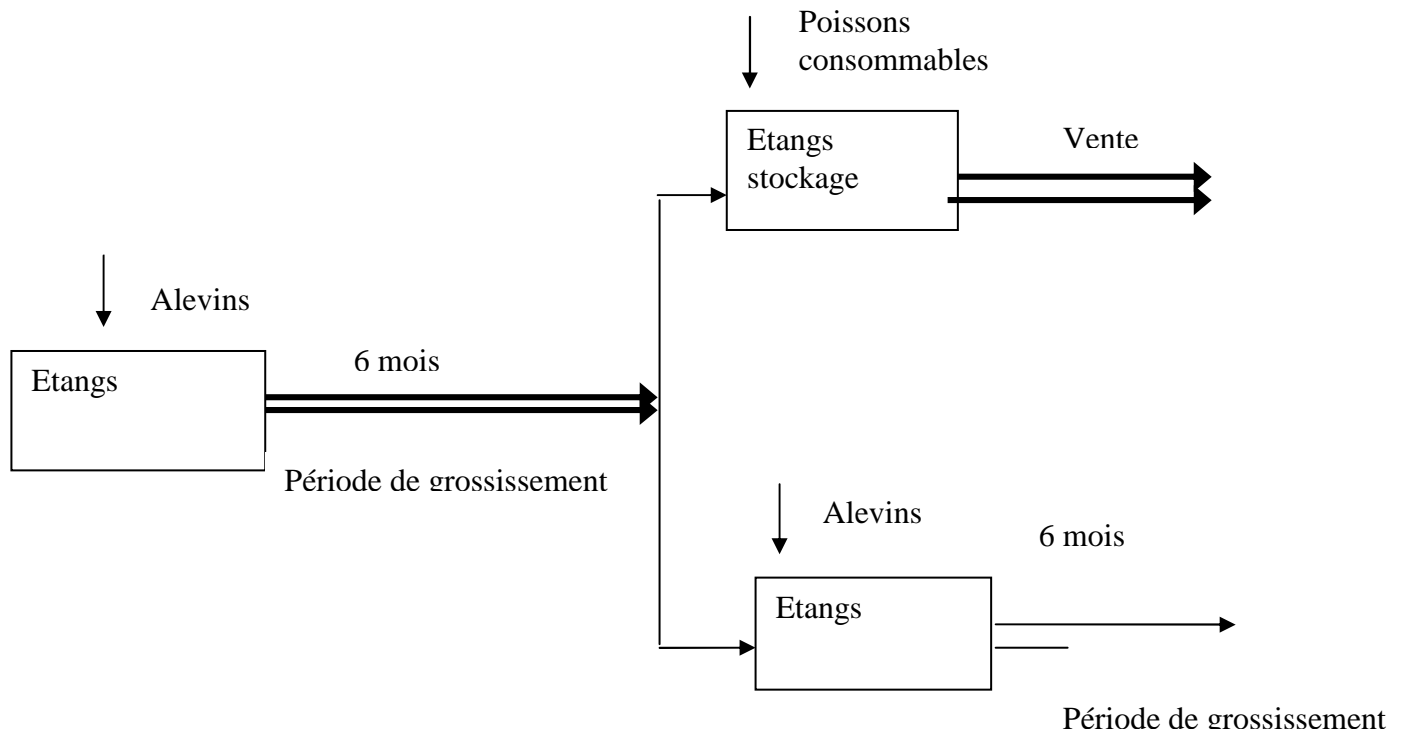 Poissons
consommables
Etangs
stockage
Vente
Alevins
6 mois
Etangs
Période de grossissement
Alevins
6 mois
Etangs
Période de grossissement